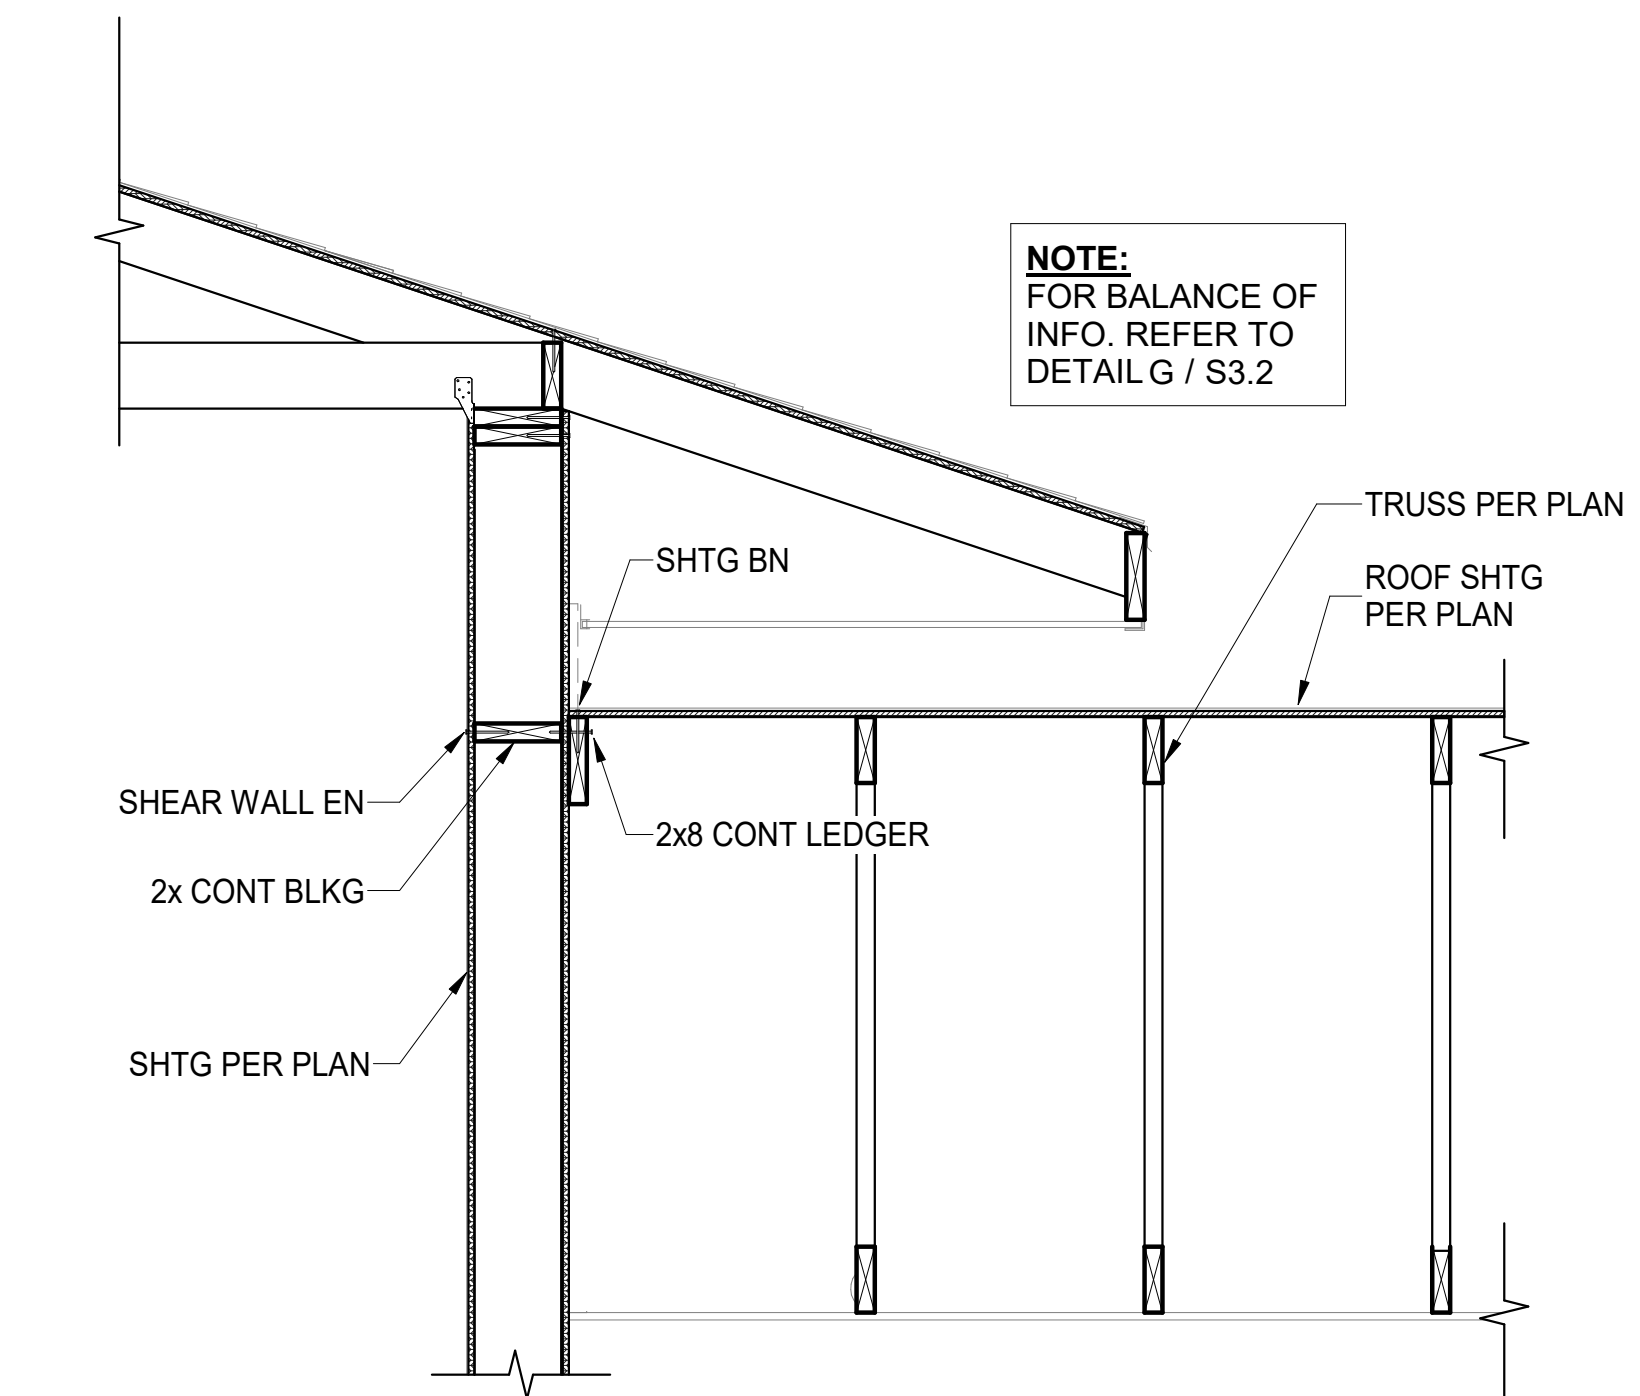 NOTE:
FOR BALANCE OF
INFO. REFER TO
DETAIL G / S3.2
TRUSS PER PLAN
SHTG BN
ROOF SHTG
PER PLAN
SHEAR WALL EN
2x8 CONT LEDGER
2x CONT BLKG
SHTG PER PLAN